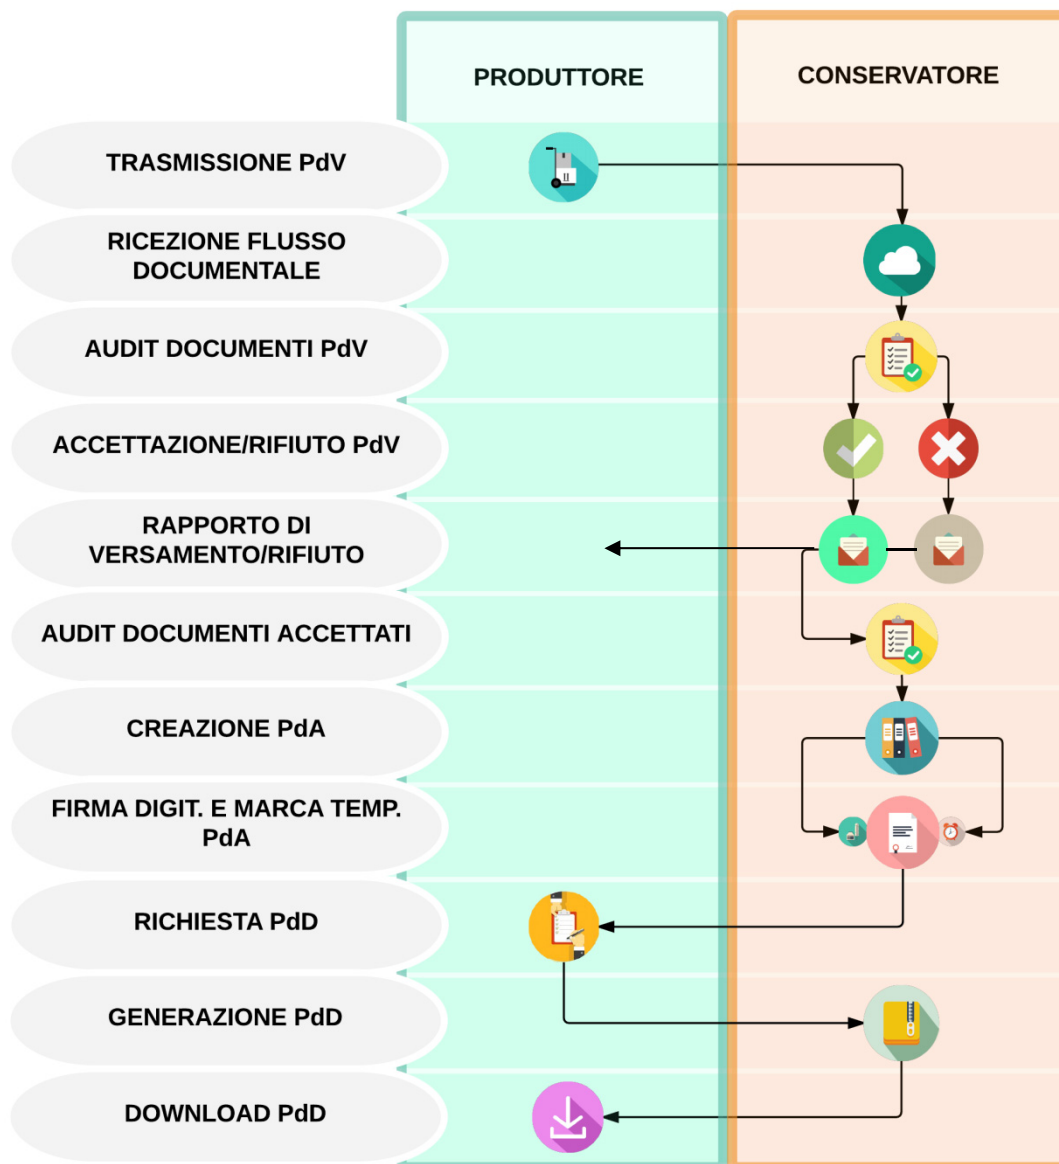 PRODUTTORE
CONSERVATORE
TRASMISSIONE PdV
RICEZIONE FLUSSO
DOCUMENTALE
AUDIT DOCUMENTI PdV
ACCETTAZIONE/RIFIUTO PdV
RAPPORTO DI
VERSAMENTO/RIFIUTO
AUDIT DOCUMENTI ACCETTATI
CREAZIONE PdA
FIRMA DIGIT. E MARCA TEMP.
PdA
RICHIESTA PdD
GENERAZIONE PdD
DOWNLOAD PdD